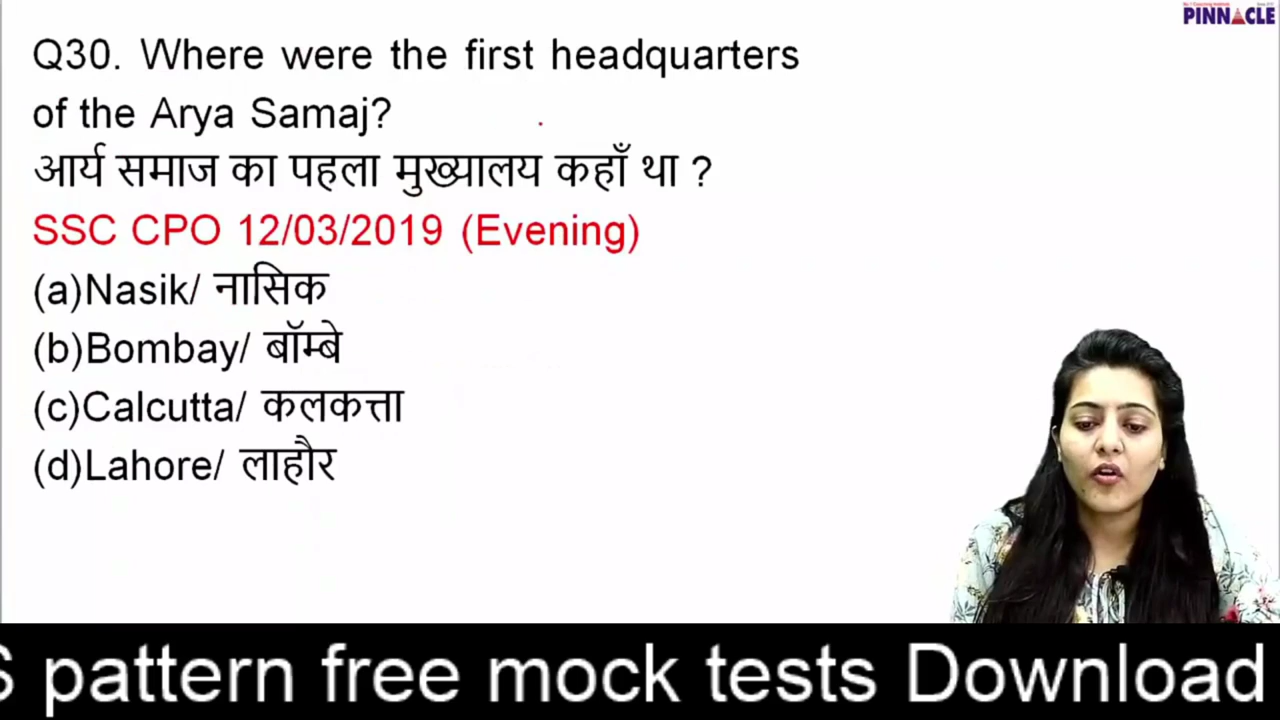 PINNACLE
Q30. Where were the first headquarters
of the Arya Samaj?
आर्य समाज का पहला मुख्यालय कहाँ था ?
SSC CPO 12/03/2019 (Evening)
(a)Nasik/ नासिक
(b)Bombay/ बॉम्बे
(c)Calcutta/ कलकत्ता
(d)Lahore/ लाहौर
pattern free mock tests Download